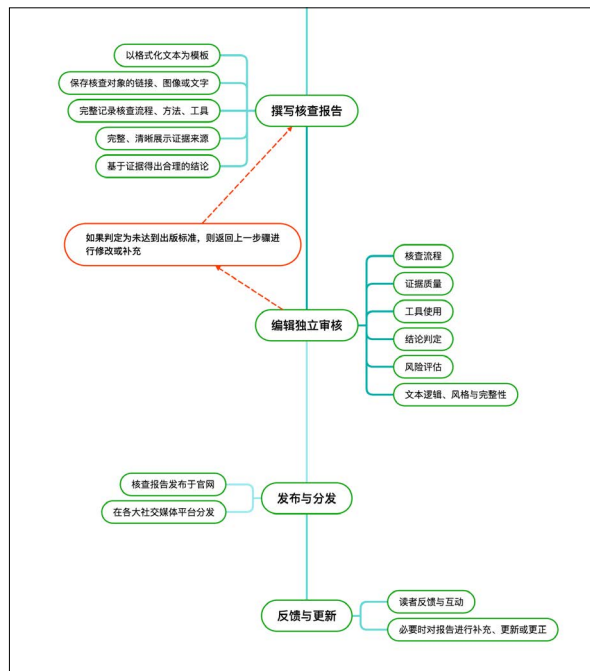 以格式化文本为模板
保存核查对象的链接、图像或文字
完整记录核查流程、方法、工具
完整、清晰展示证据来源
基于证据得出合理的结论
撰写核查报告
如果判定为未达到出版标准，则返回上一步骤进
行修改或补充
编辑独立审核
核查流程
证据质量
工具使用
结论判定
风险评估
文本逻辑、风格与完整性
核查报告发布于官网
在各大社交媒体平台分发
发布与分发
反馈与更新
读者反馈与互动
必要时对报告进行补充、更新或更正